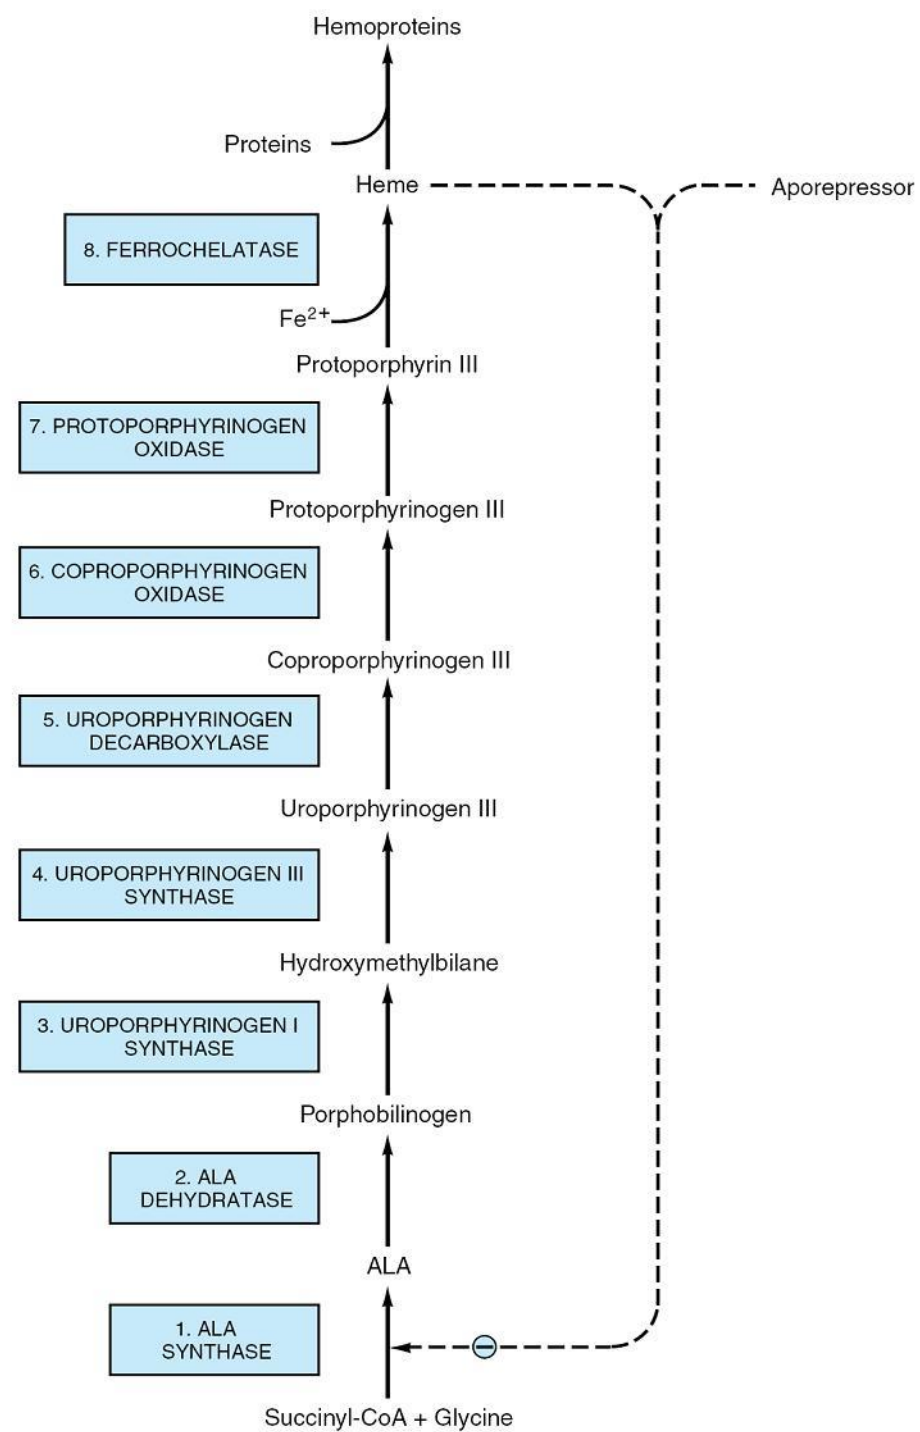 Hemoproteins
Proteins
Heme
Aporepressor
8. FERROCHELATASE
Fe²⁺
Protoporphyrin III
7. PROTOPORPHYRINOGEN
OXIDASE
Protoporphyrinogen III
6. COPROPORPHYRINOGEN
OXIDASE
Coproporphyrinogen III
5. UROPORPHYRINOGEN
DECARBOXYLASE
Uroporphyrinogen III
4. UROPORPHYRINOGEN III
SYNTHASE
Hydroxymethylbilane
3. UROPORPHYRINOGEN I
SYNTHASE
Porphobilinogen
2. ALA
DEHYDRATASE
ALA
1. ALA
SYNTHASE
Succinyl-CoA + Glycine